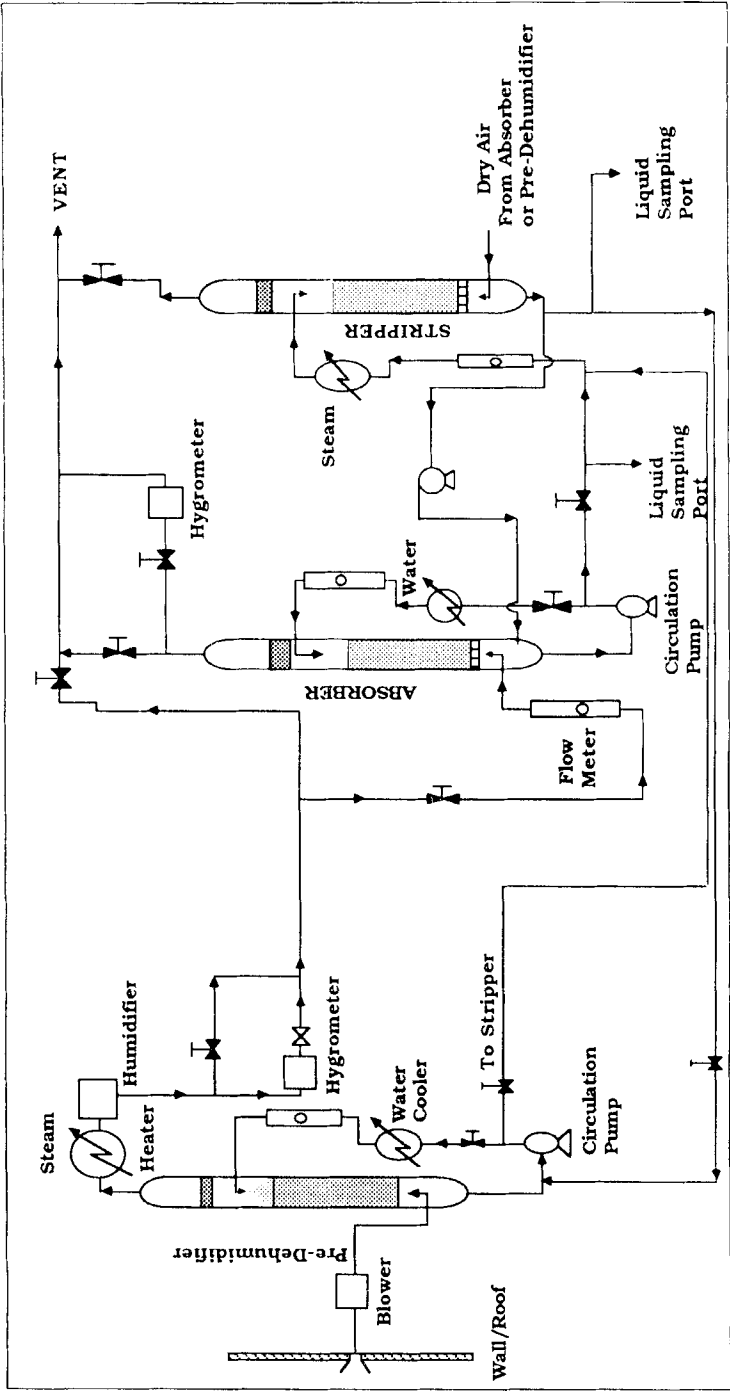 VENT
Dry Air
From Absorber
or Pre-Dehumidifier
Liquid
Sampling
Port
STRIPPER
Steam
Hygrometer
Liquid
Sampling
Port
Water
Circulation
Pump
ABSORBER
Flow
Meter
Humidifier
Hygrometer
To Stripper
Steam
Heater
Water
Cooler
Circulation
Pump
Pre-Dehumidifier
Blower
Wall/Roof